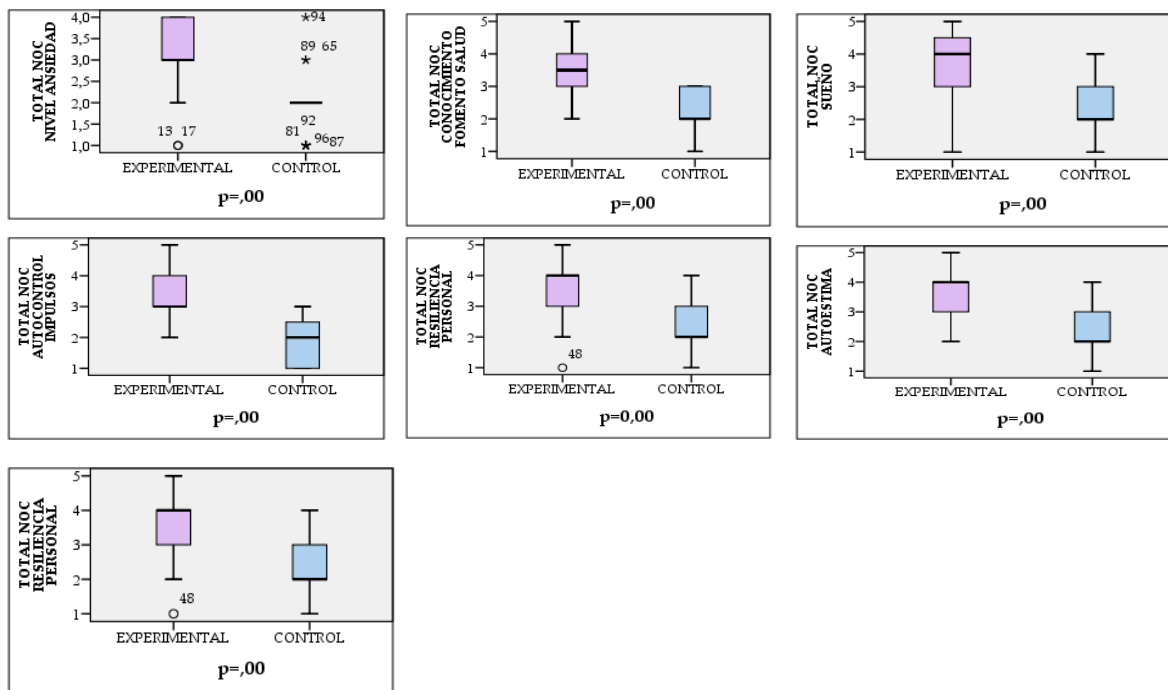 TOTAL NOC
NIVEL ANSIEDAD
4,0
3,0
2,5
2,0
1,5
1,0
94
89 65
92
13 17
81
96 87
EXPERIMENTAL
CONTROL
p=,00
TOTAL NOC
CONOCIMIENTO
FOMENTO SALUD
5
4
3
2
1
EXPERIMENTAL
CONTROL
p=,00
TOTAL, NOC
SUEÑO
5
4
3
2
1
EXPERIMENTAL
CONTROL
p=,00
TOTAL NOC
AUTOCONTROL
IMPULSOS
5
4
3
2
1
EXPERIMENTAL
CONTROL
p=,00
TOTAL NOC
RESILIENCIA
PERSONAL
5
4
3
2
1
48
EXPERIMENTAL
CONTROL
p=0,00
TOTAL NOC
AUTOESTIMA
5
4
3
2
1
EXPERIMENTAL
CONTROL
p=,00
TOTAL NOC
RESILIENCIA
PERSONAL
5
4
3
2
1
48
EXPERIMENTAL
CONTROL
p=,00